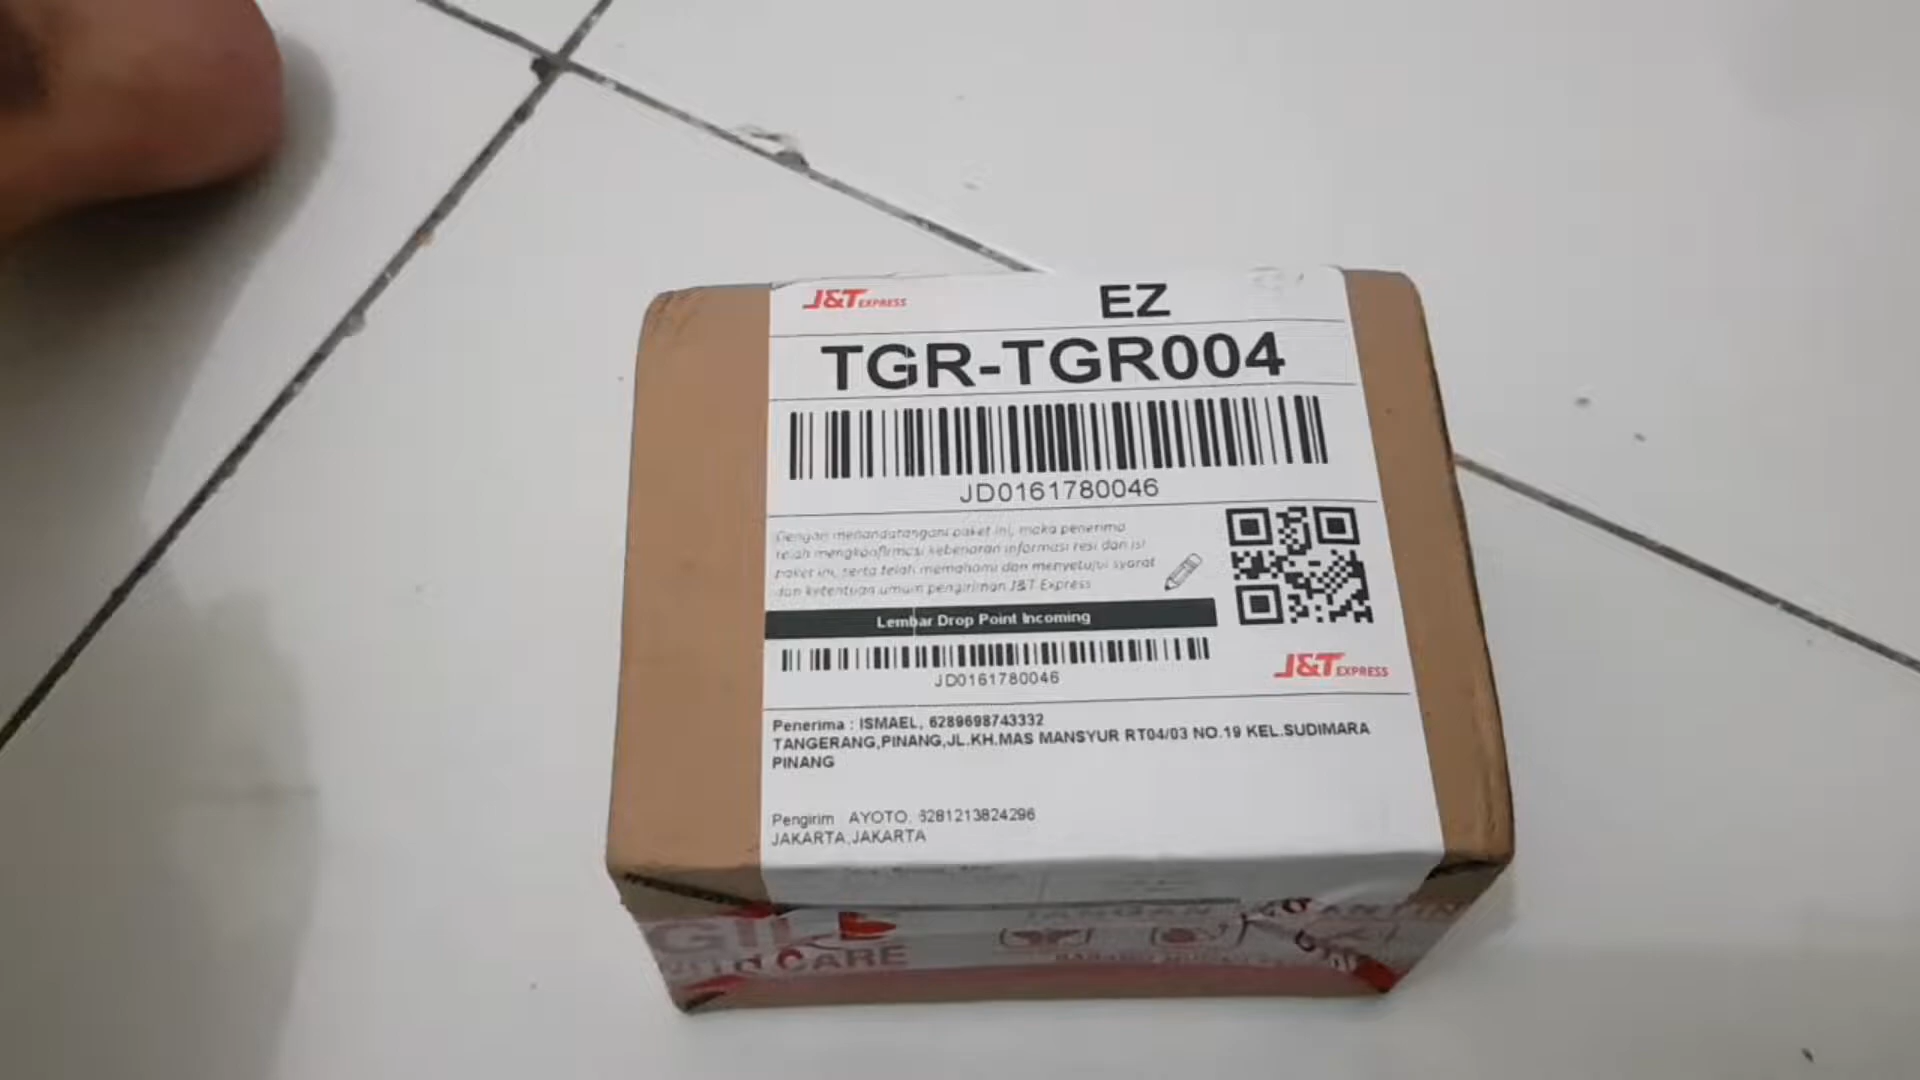 J&T EXPRESS
EZ
TGR-TGR004
JD0161780046
Dengan menandatangani paket ini, maka penerima
telah mengkonfirmasi kebenaran informasi resi dan isi
paket ini, serta telah memahami dan menyetujui syarat
dan ketentuan umum pengiriman J&T Express
Lembar Drop Point Incoming
JD0161780046
J&T EXPRESS
Penerima : ISMAEL, 6289698743332
TANGERANG,PINANG,JL.KH.MAS MANSYUR RT04/03 NO.19 KEL.SUDIMARA
PINANG
Pengirim : AYOTO, 6281213824296
JAKARTA,JAKARTA
JANGAN DIBANTING
CARE